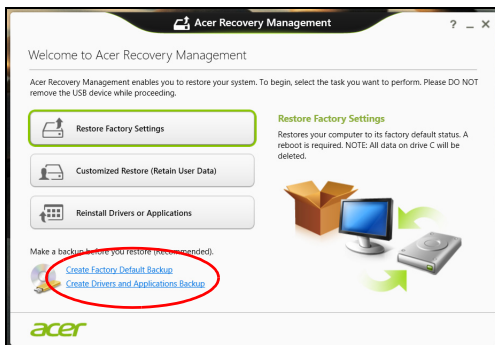 Acer Recovery Management
Welcome to Acer Recovery Management
Acer Recovery Management enables you to restore your system. To begin, select the task you want to perform. Please DO NOT
remove the USB device while proceeding.
Restore Factory Settings
Customized Restore (Retain User Data)
Reinstall Drivers or Applications
Restore Factory Settings
Restores your computer to its factory default status. A
reboot is required. NOTE: All data on drive C will be
deleted.
Make a backup before you restore (Recommended).
Create Factory Default Backup
Create Drivers and Applications Backup
acer